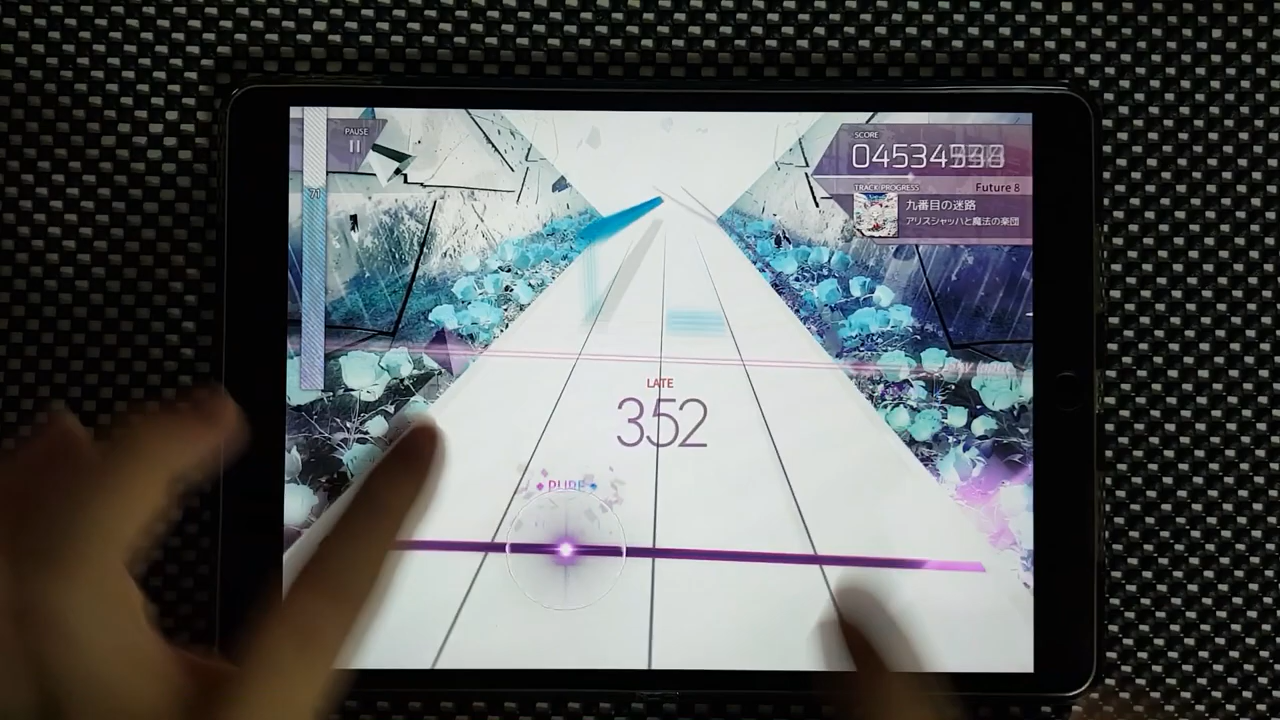 PAUSE
SCORE
TRACK PROGRESS
Future 8
71
九番目の迷路
アリスシャッハと魔法の楽団
LATE
352
PURE